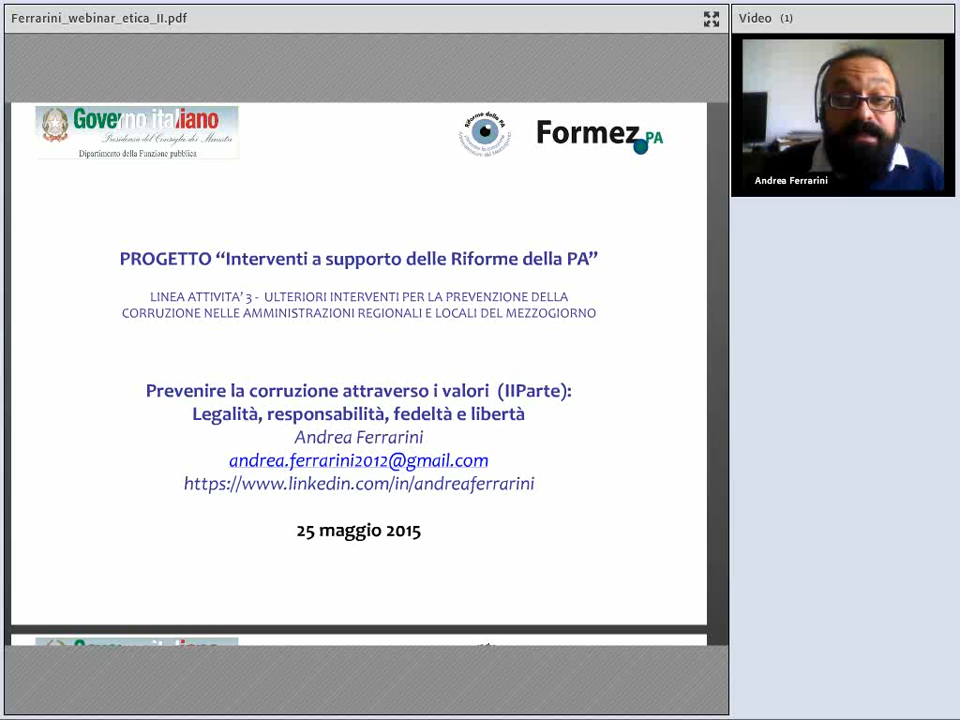 Ferrarini_webinar_etica_II.pdf
Video (1)
Governo italiano
Presidenza del Consiglio dei Ministri
Dipartimento della Funzione pubblica
Riforme della PA
Formez PA
Andrea Ferrarini
PROGETTO “Interventi a supporto delle Riforme della PA”
LINEA ATTIVITA’ 3 - ULTERIORI INTERVENTI PER LA PREVENZIONE DELLA
CORRUZIONE NELLE AMMINISTRAZIONI REGIONALI E LOCALI DEL MEZZOGIORNO
Prevenire la corruzione attraverso i valori (IIParte):
Legalità, responsabilità, fedeltà e libertà
Andrea Ferrarini
andrea.ferrarini2012@gmail.com
https://www.linkedin.com/in/andreaferrarini
25 maggio 2015